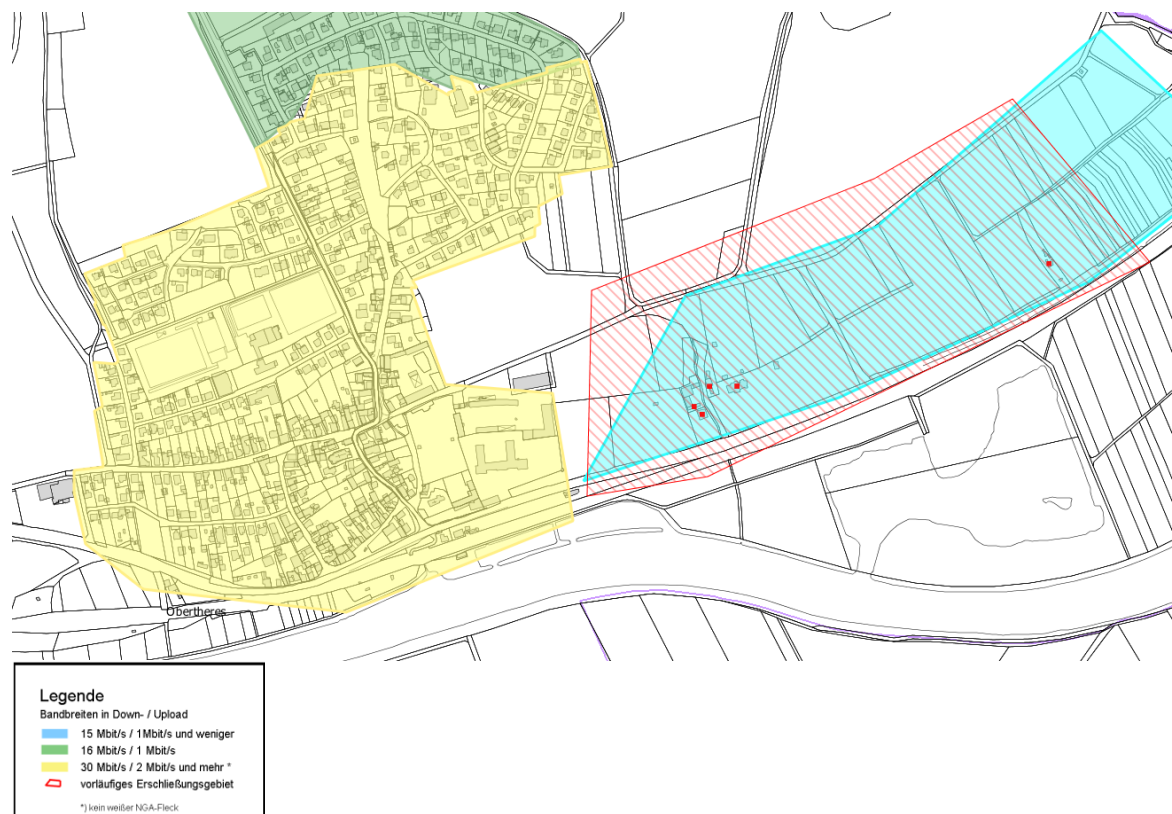 Obertheres
Legende
Bandbreiten in Down- / Upload
15 Mbit/s / 1Mbit/s und weniger
16 Mbit/s / 1 Mbit/s
30 Mbit/s / 2 Mbit/s und mehr *
vorläufiges Erschließungsgebiet
*) kein weißer NGA-Fleck